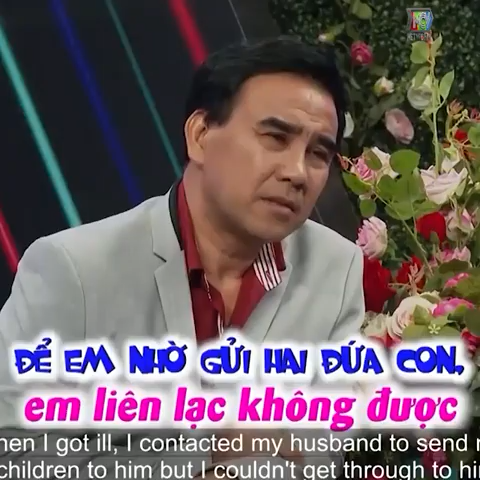 ĐỂ EM NHỜ GỬI HAI ĐỨA CON,
em liên lạc không được
hen I got ill, I contacted my husband to send
children to him but I couldn't get through to hi